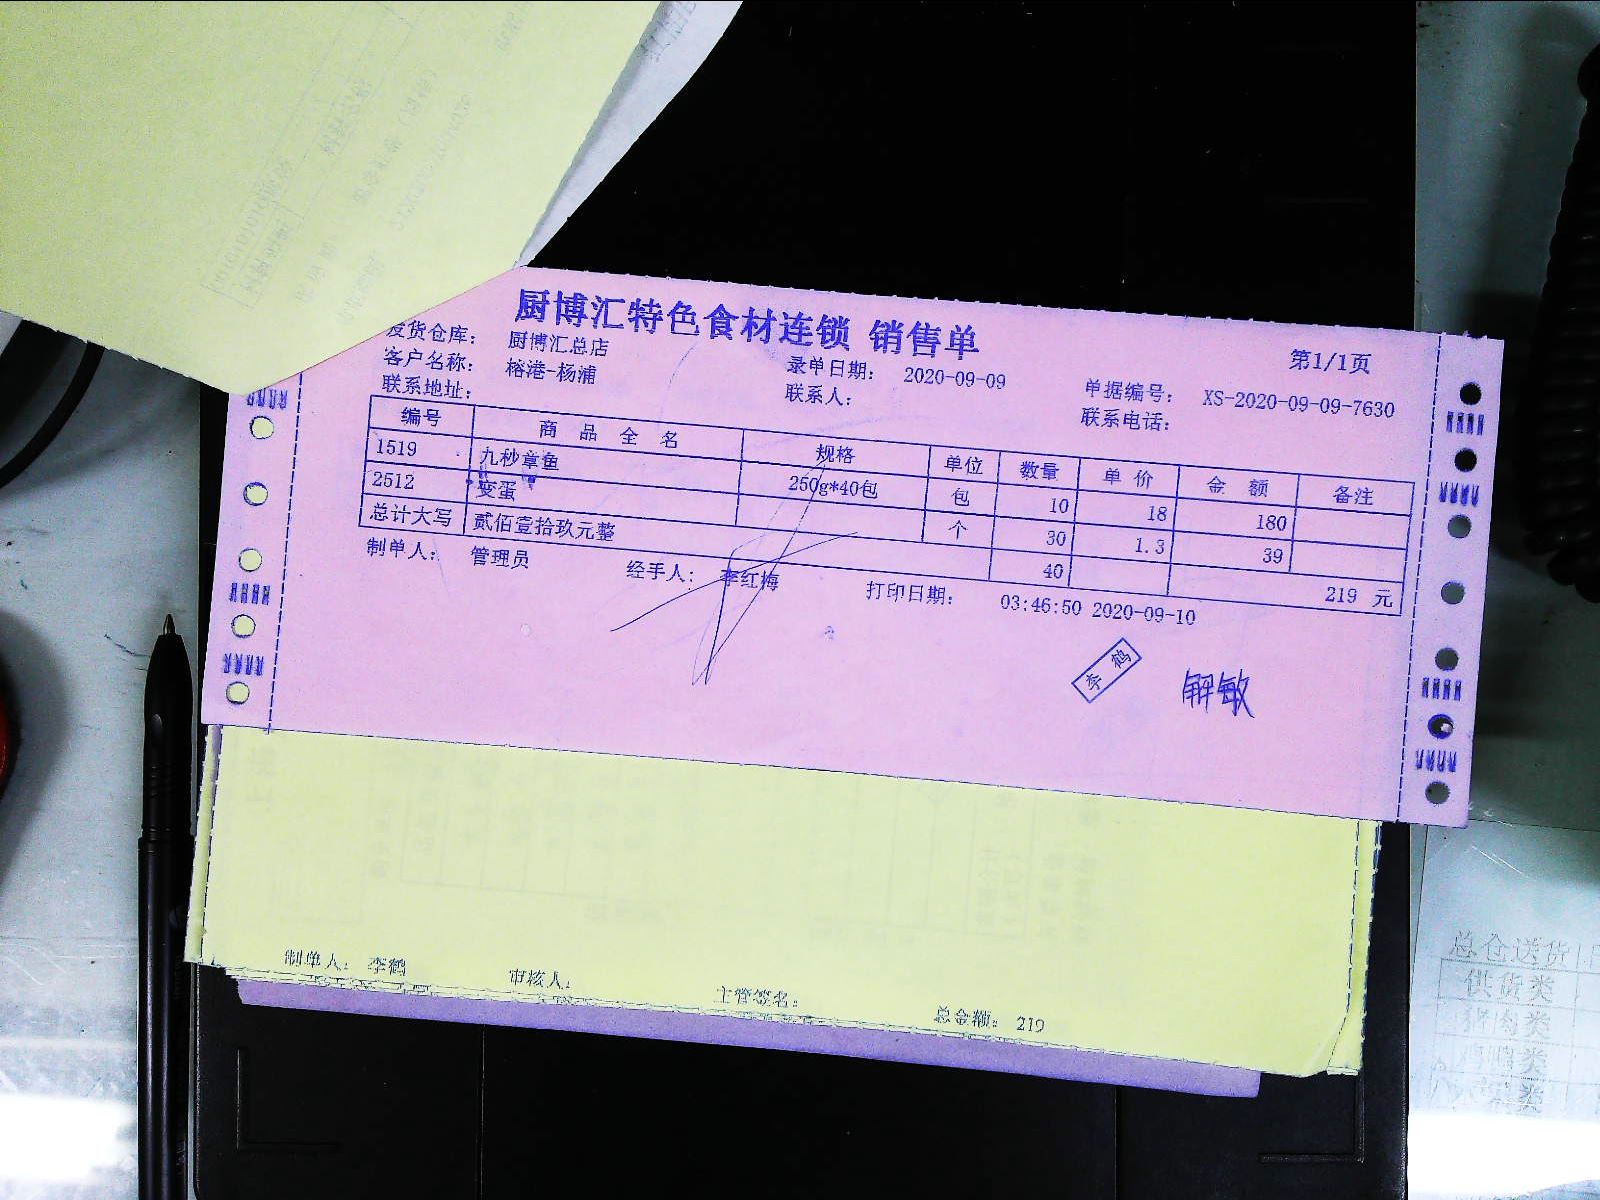 厨博汇特色食材连锁 销售单
第1/1页
发货仓库: 厨博汇总店
客户名称: 榕港-杨浦 录单日期: 2020-09-09 单据编号: XS-2020-09-09-7630
联系地址: 联系人: 联系电话:
编号 商品全名 规格 单位 数量 单价 金额 备注
1519 九秒章鱼 250g*40包 包 10 18 180
2512 变蛋 个 30 1.3 39
总计大写 贰佰壹拾玖元整 40 219 元
制单人: 管理员 经手人: 李红梅 打印日期: 03:46:50 2020-09-10
李鹤
解敏
制单人: 李鹤 审核人: 主管签名: 总金额: 219
总仓送货
供货类